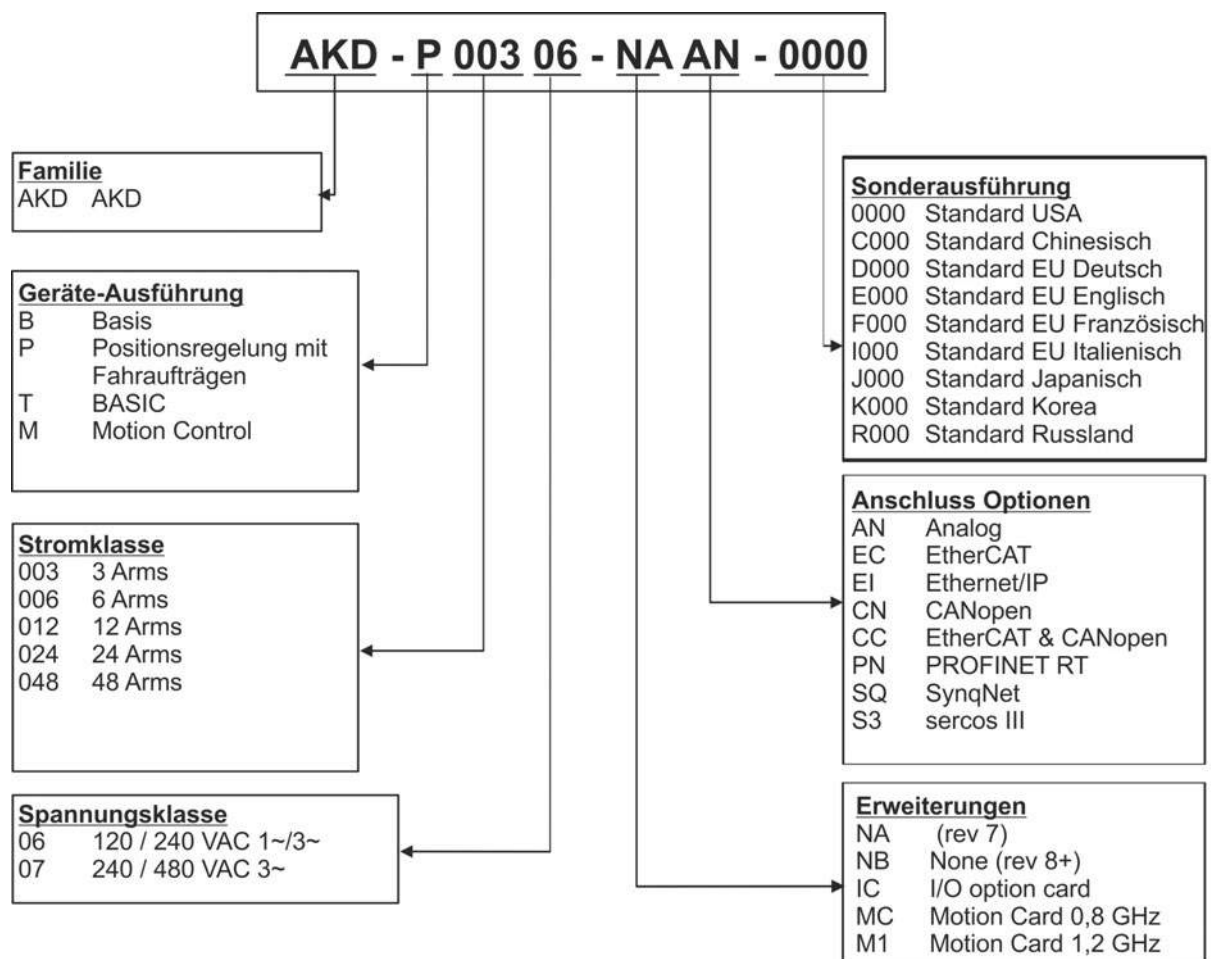 AKD - P 003 06 - NA AN - 0000
Familie
AKD AKD
Geräte-Ausführung
B Basis
P Positionsregelung mit
Fahraufträgen
T BASIC
M Motion Control
Stromklasse
003 3 Arms
006 6 Arms
012 12 Arms
024 24 Arms
048 48 Arms
Spannungsklasse
06 120 / 240 VAC 1~/3~
07 240 / 480 VAC 3~
Sonderausführung
0000 Standard USA
C000 Standard Chinesisch
D000 Standard EU Deutsch
E000 Standard EU Englisch
F000 Standard EU Französisch
I000 Standard EU Italienisch
J000 Standard Japanisch
K000 Standard Korea
R000 Standard Russland
Anschluss Optionen
AN Analog
EC EtherCAT
EI Ethernet/IP
CN CANopen
CC EtherCAT & CANopen
PN PROFINET RT
SQ SynqNet
S3 sercos III
Erweiterungen
NA (rev 7)
NB None (rev 8+)
IC I/O option card
MC Motion Card 0,8 GHz
M1 Motion Card 1,2 GHz